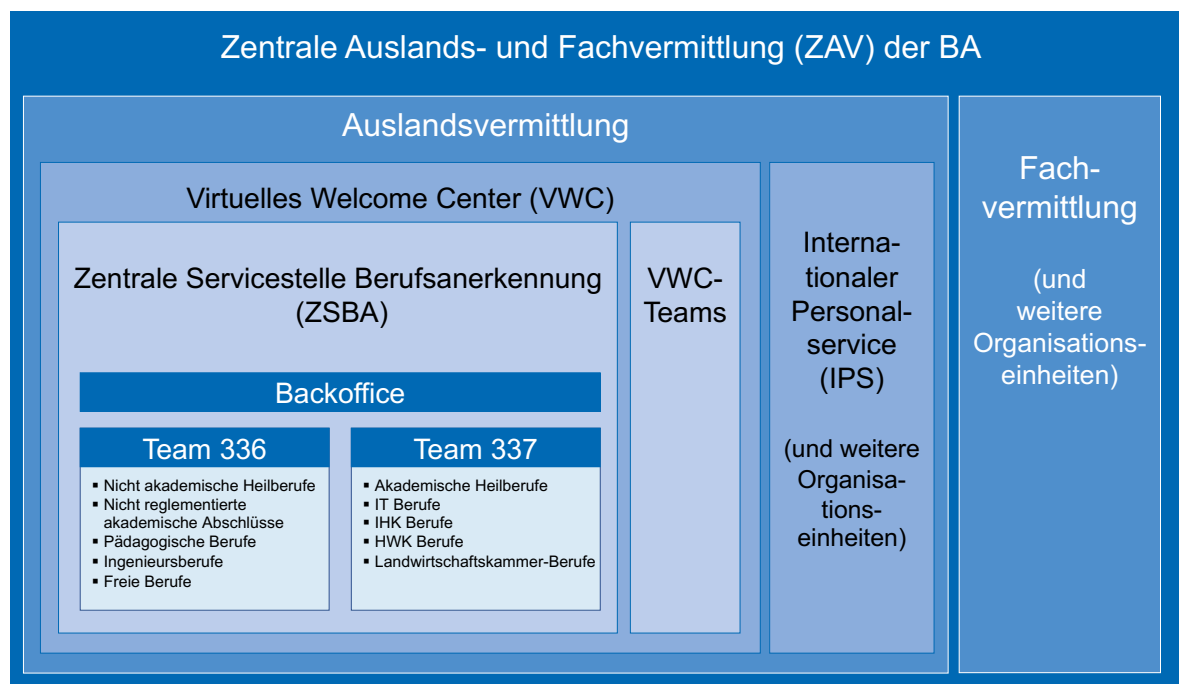 Zentrale Auslands- und Fachvermittlung (ZAV) der BA
Auslandsvermittlung
Virtuelles Welcome Center (VWC)
Zentrale Servicestelle Berufsanerkennung
(ZSBA)
Backoffice
Team 336
▪ Nicht akademische Heilberufe
▪ Nicht reglementierte
akademische Abschlüsse
▪ Pädagogische Berufe
▪ Ingenieursberufe
▪ Freie Berufe
Team 337
▪ Akademische Heilberufe
▪ IT Berufe
▪ IHK Berufe
▪ HWK Berufe
▪ Landwirtschaftskammer-Berufe
VWC-
Teams
Interna-
tionaler
Personal-
service
(IPS)
(und weitere
Organisa-
tions-
einheiten)
Fach-
vermittlung
(und
weitere
Organisations-
einheiten)